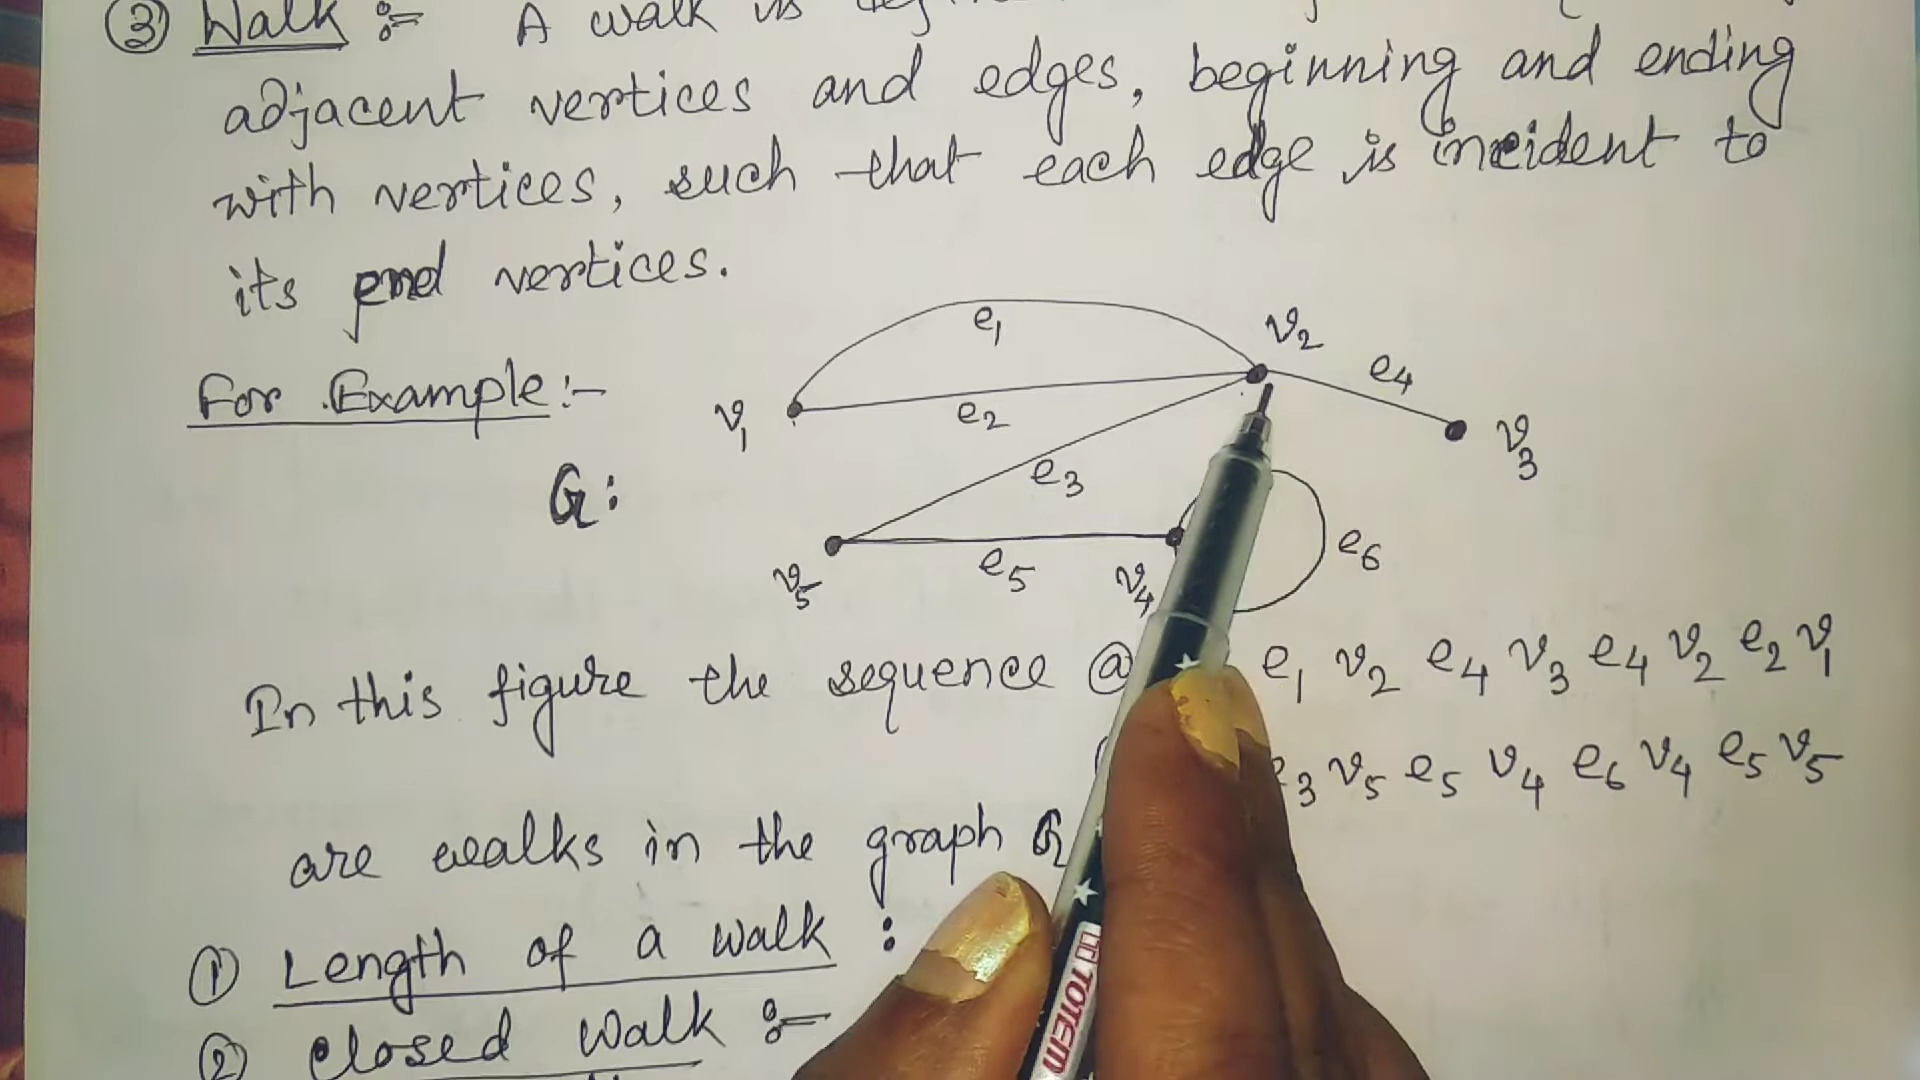 ③ Walk :- A walk is
adjacent vertices and edges, beginning and ending
with vertices, such that each edge is incident to
its end vertices.
For Example :-
G:
e1
v2
e4
v1
e2
v3
e3
e6
v5
e5
v4
In this figure the sequence @ e1 v2 e4 v3 e4 v2 e2 v1
e3 v5 e5 v4 e6 v4 e5 v5
are walks in the graph G
① Length of a walk :
② Closed Walk :-
TOTEM